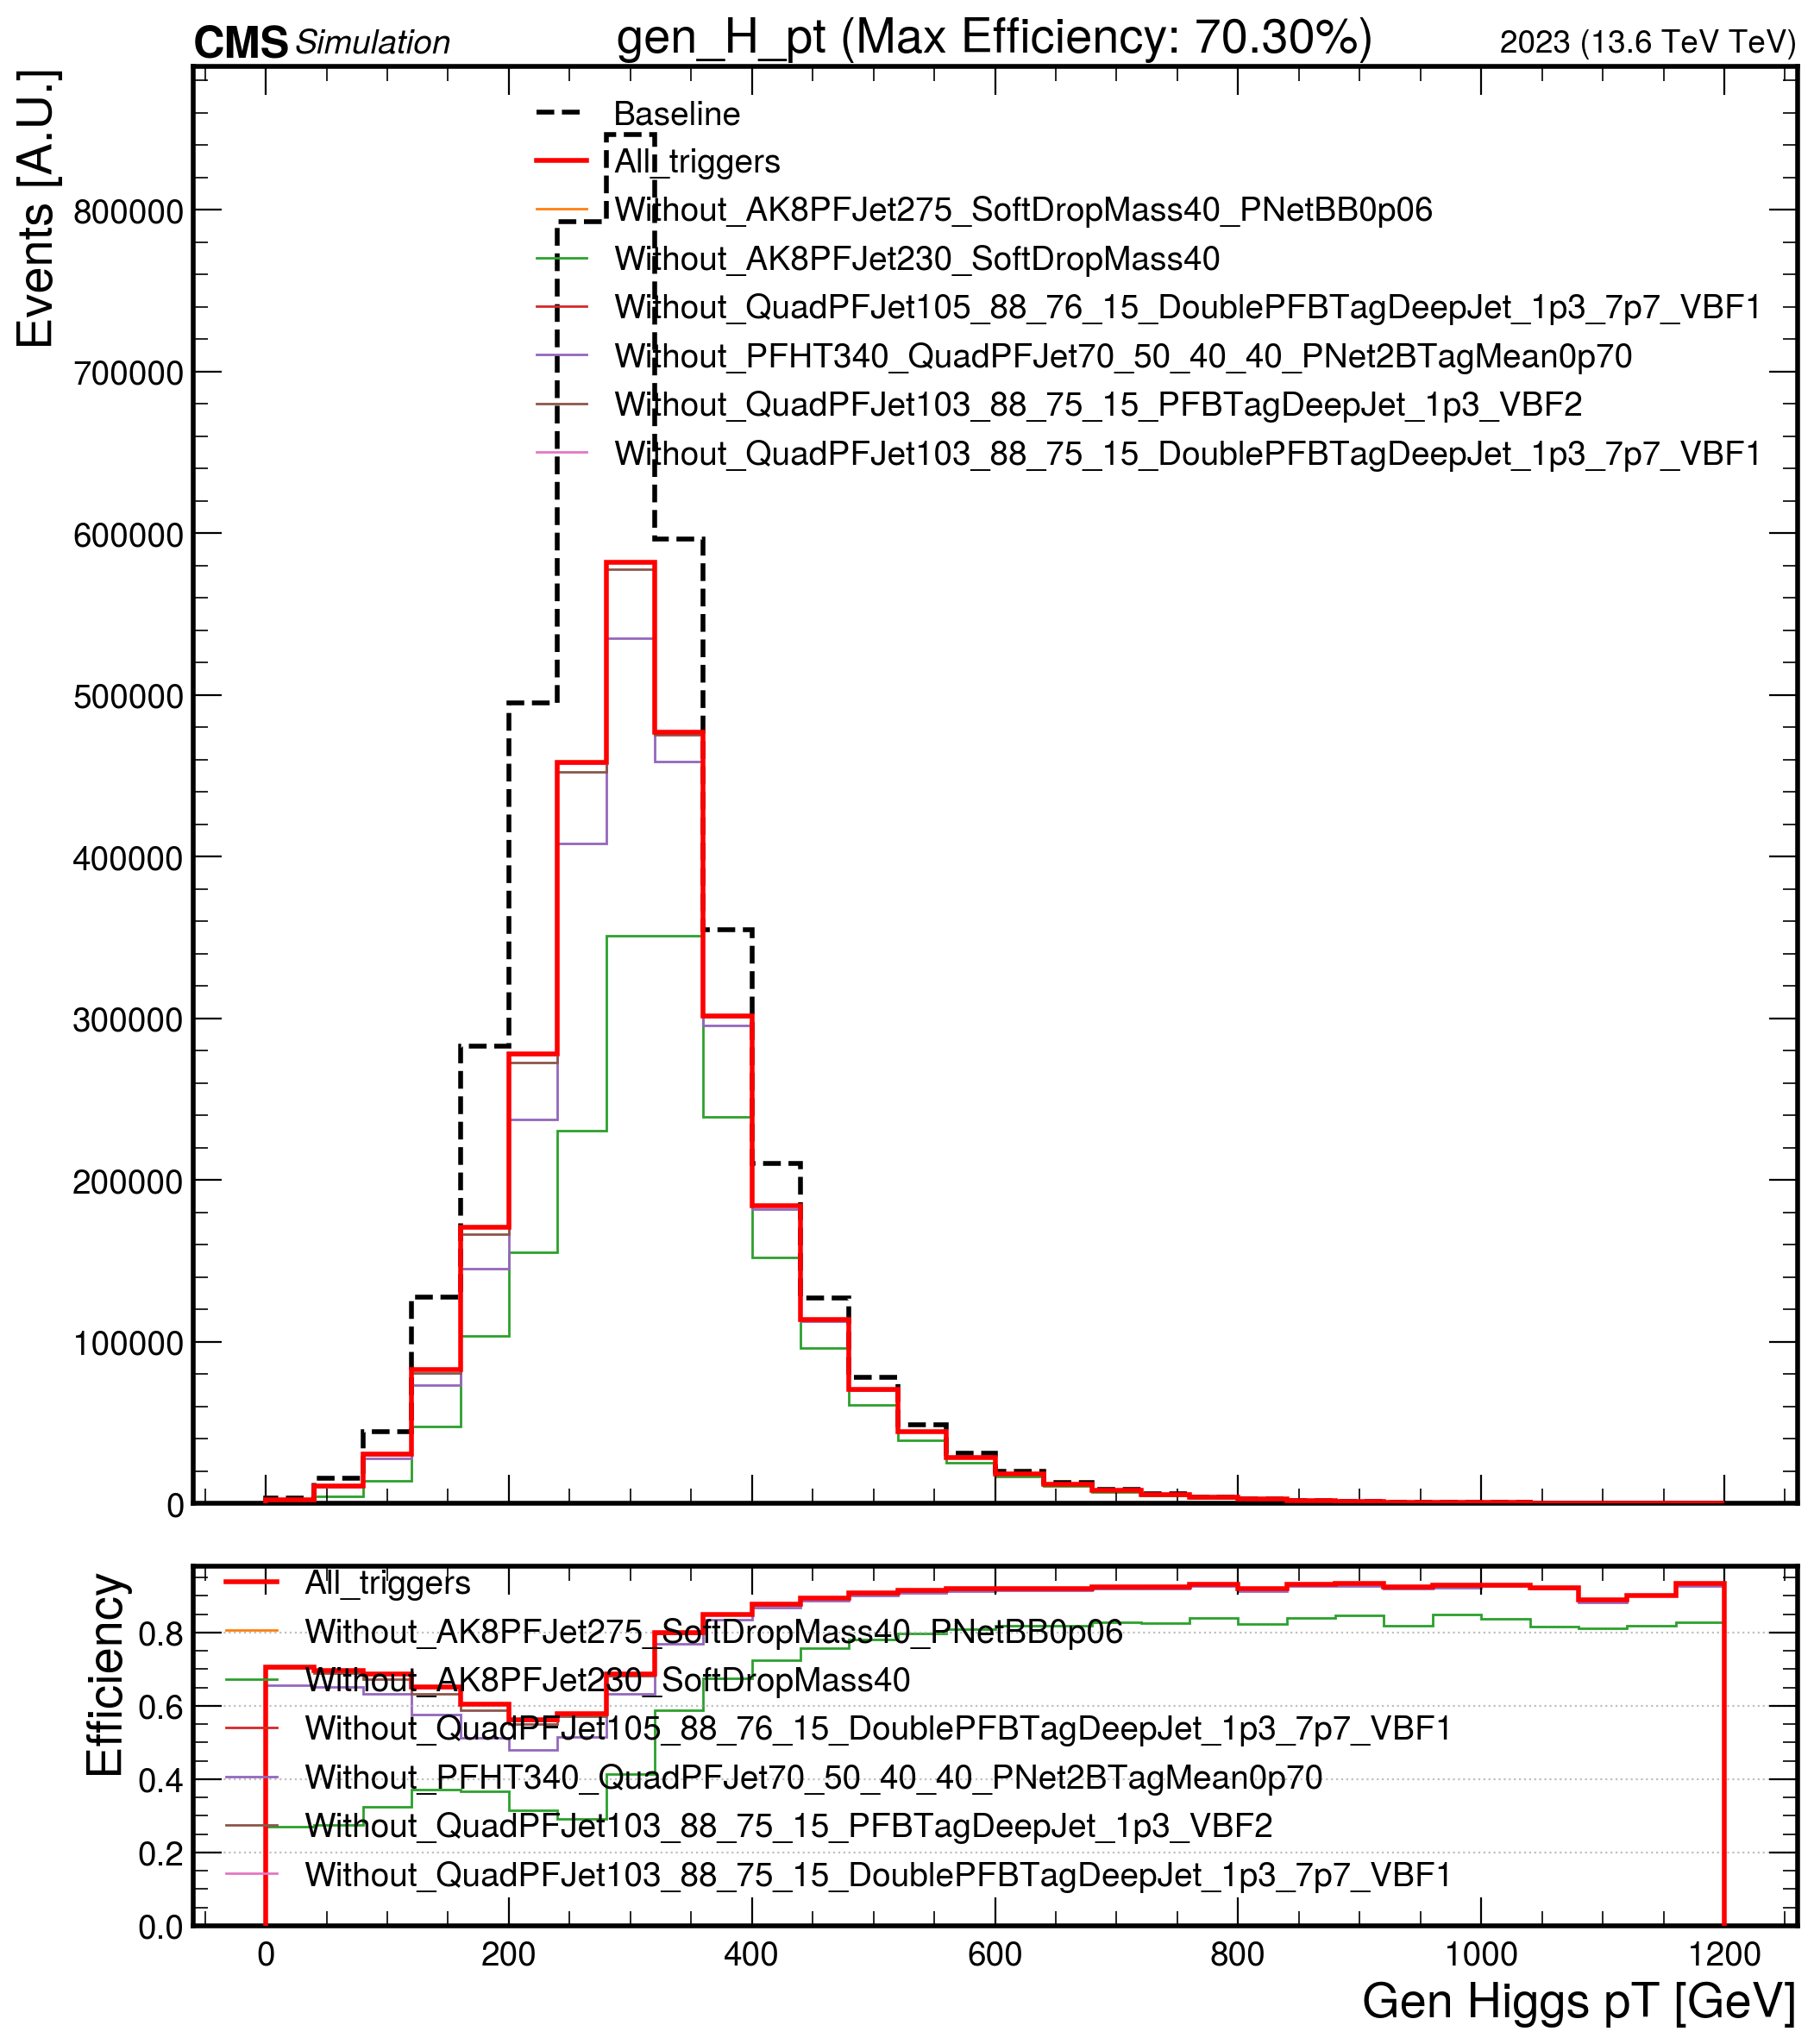 CMS Simulation gen_H_pt (Max Efficiency: 70.30%) 2023 (13.6 TeV TeV)
Events [A.U.]
Baseline
All_triggers
Without_AK8PFJet275_SoftDropMass40_PNetBB0p06
Without_AK8PFJet230_SoftDropMass40
Without_QuadPFJet105_88_76_15_DoublePFBTagDeepJet_1p3_7p7_VBF1
Without_PFHT340_QuadPFJet70_50_40_40_PNet2BTagMean0p70
Without_QuadPFJet103_88_75_15_PFBTagDeepJet_1p3_VBF2
Without_QuadPFJet103_88_75_15_DoublePFBTagDeepJet_1p3_7p7_VBF1
800000
700000
600000
500000
400000
300000
200000
100000
0
Efficiency
All_triggers
Without_AK8PFJet275_SoftDropMass40_PNetBB0p06
Without_AK8PFJet230_SoftDropMass40
Without_QuadPFJet105_88_76_15_DoublePFBTagDeepJet_1p3_7p7_VBF1
Without_PFHT340_QuadPFJet70_50_40_40_PNet2BTagMean0p70
Without_QuadPFJet103_88_75_15_PFBTagDeepJet_1p3_VBF2
Without_QuadPFJet103_88_75_15_DoublePFBTagDeepJet_1p3_7p7_VBF1
0.8
0.6
0.4
0.2
0.0
0 200 400 600 800 1000 1200
Gen Higgs pT [GeV]